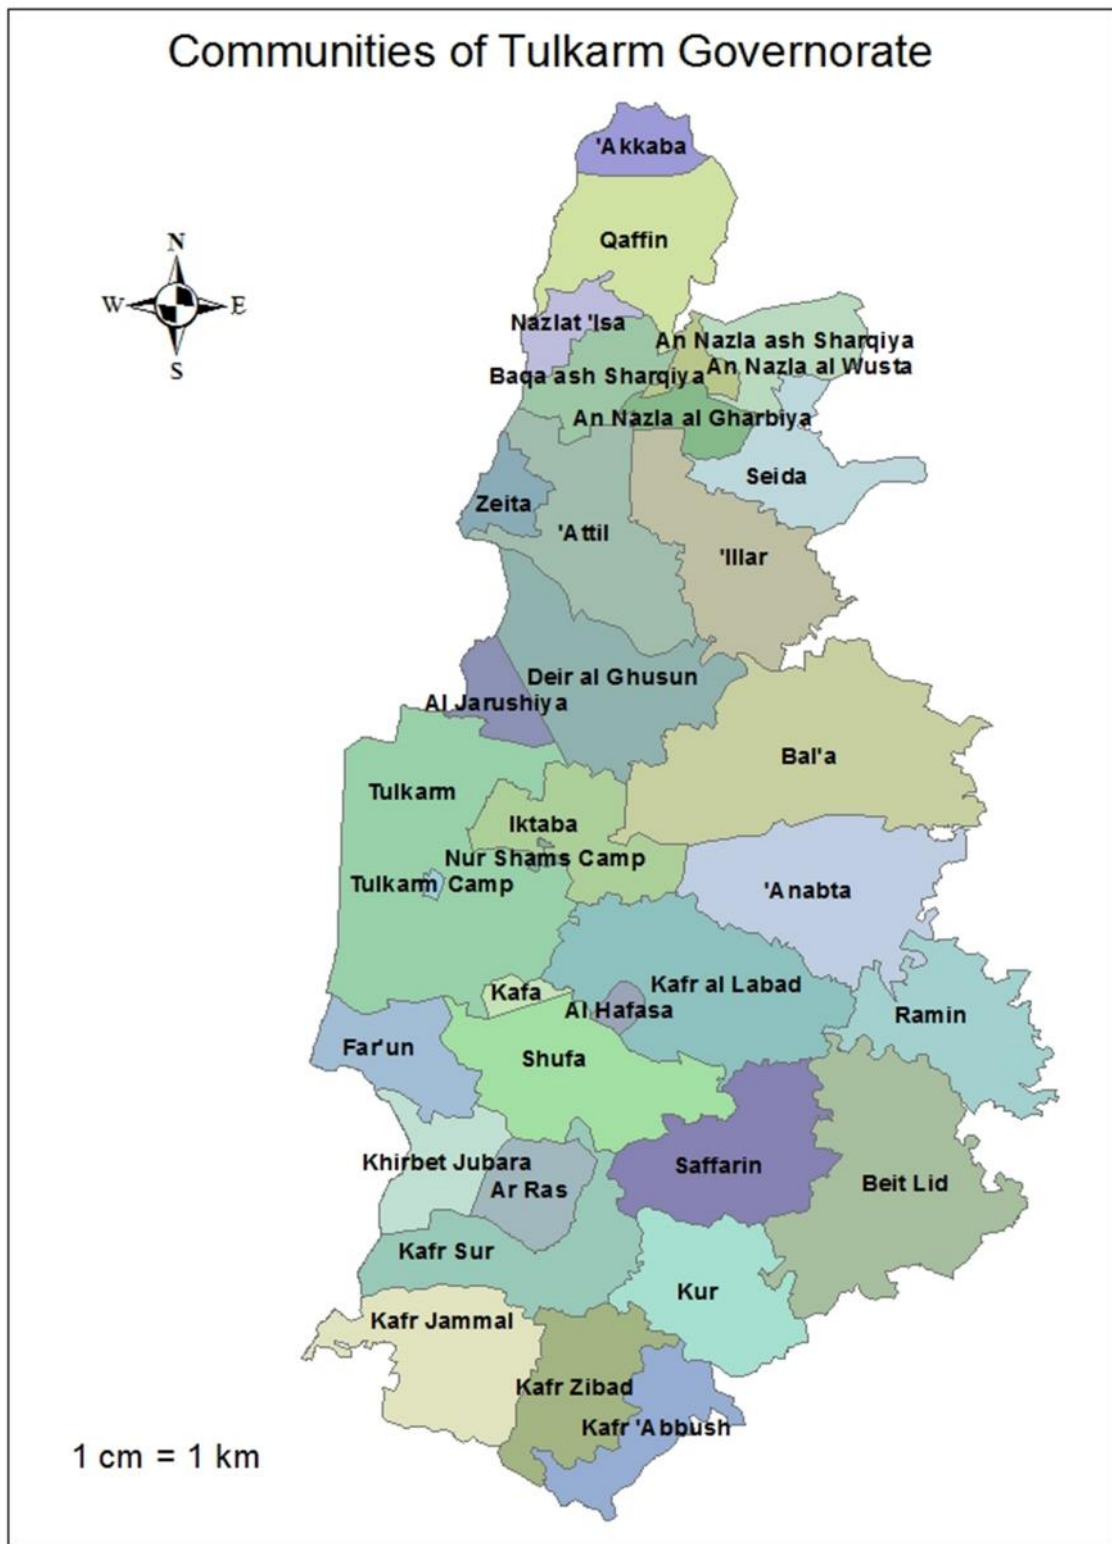 Communities of Tulkarm Governorate
'Akkaba
N
Qaffin
W
E
S
Nazlat 'Isa
An Nazla ash Sharqiya
An Nazla al Wusta
Baqa ash Sharqiya
An Nazla al Gharbiya
Seida
Zeita
'Attil
'Illar
Deir al Ghusun
Al Jarushiya
Bal'a
Tulkarm
Iktaba
Nur Shams Camp
Tulkarm Camp
'Anabta
Kafr al Labad
Kafa
Al Hafasa
Ramin
Far'un
Shufa
Khirbet Jubara
Saffarin
Ar Ras
Beit Lid
Kafr Sur
Kur
Kafr Jammal
Kafr Zibad
Kafr 'Abbush
1 cm = 1 km